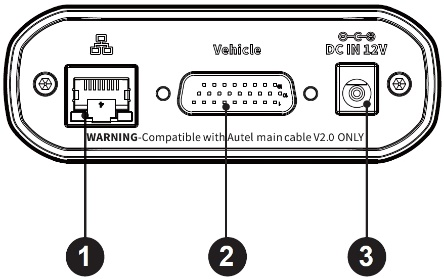 Vehicle
DC IN 12V
WARNING-Compatible with Autel main cable V2.0 ONLY
1
2
3